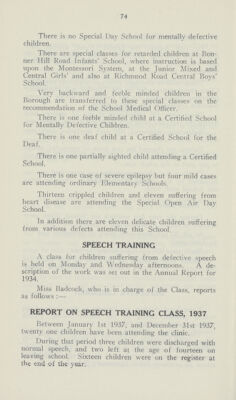 74
There is no Special Day School for mentally defective
children.
There are special classes for retarded children at Bon-
ner Hill Road Infants' School, where instruction is based
upon the Montessori System, at the Junior Mixed and
Central Girls' and also at Richmond Road Central Boys'
School.
Very backward and feeble minded children in the
Borough are transferred to these special classes on the
recommendation of the School Medical Officer.
There is one feeble minded child at a Certified School
for Mentally Defective Children.
There is one deaf child at a Certified School for the
Deaf.
There is one partially sighted child attending a Certified
School.
There is one case of severe epilepsy but four mild cases
are attending ordinary Elementary Schools.
Thirteen crippled children and eleven suffering from
heart disease are attending the Special Open Air Day
School.
In addition there are eleven delicate children suffering
from various defects attending this School.
SPEECH TRAINING
A class for children suffering from defective speech
is held on Monday and Wednesday afternoons. A de-
scription of the work was set out in the Annual Report for
1934.
Miss Badcock, who is in charge of the Class, reports
as follows :—
REPORT ON SPEECH TRAINING CLASS, 1937
Between January 1st 1937, and December 31st 1937,
twenty one children have been attending the clinic.
During that period three children were discharged with
normal speech, and two left at the age of fourteen on
leaving school. Sixteen children were on the register at
the end of the year.